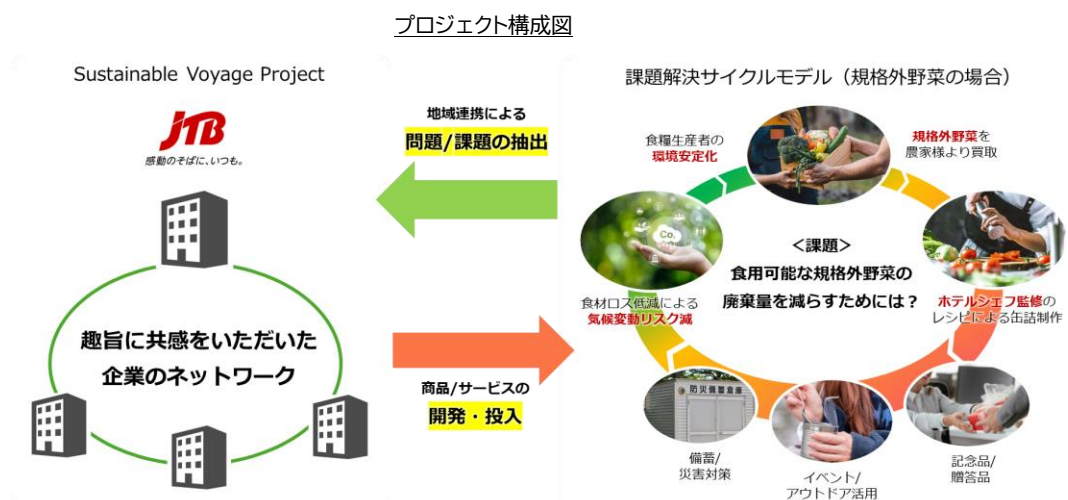 プロジェクト構成図
Sustainable Voyage Project
JTB
感動のそばに、いつも。
趣旨に共感をいただいた
企業のネットワーク
地域連携による
問題/課題の抽出
商品/サービスの
開発・投入
課題解決サイクルモデル（規格外野菜の場合）
食糧生産者の
環境安定化
規格外野菜を
農家様より買取
CO₂
＜課題＞
食用可能な規格外野菜の
廃棄量を減らすためには？
食材ロス低減による
気候変動リスク減
ホテルシェフ監修の
レシピによる缶詰制作
防災備蓄倉庫
備蓄/
災害対策
イベント/
アウトドア活用
記念品/
贈答品